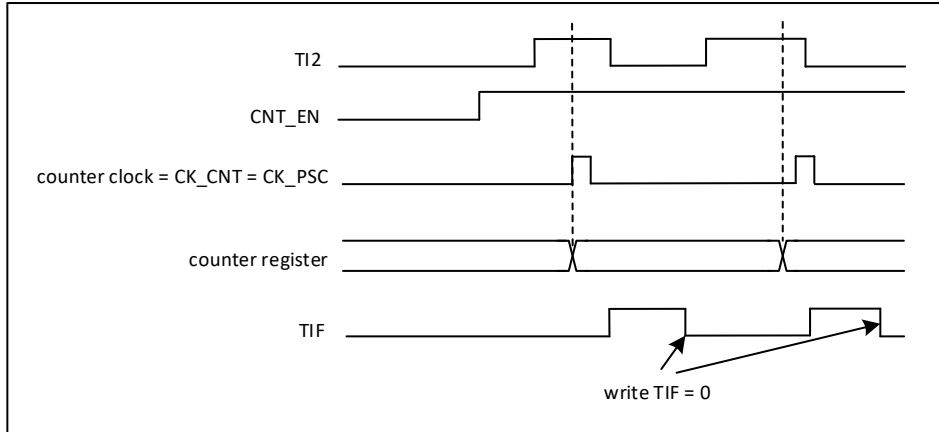 TI2
CNT_EN
counter clock = CK_CNT = CK_PSC
counter register
TIF
write TIF = 0